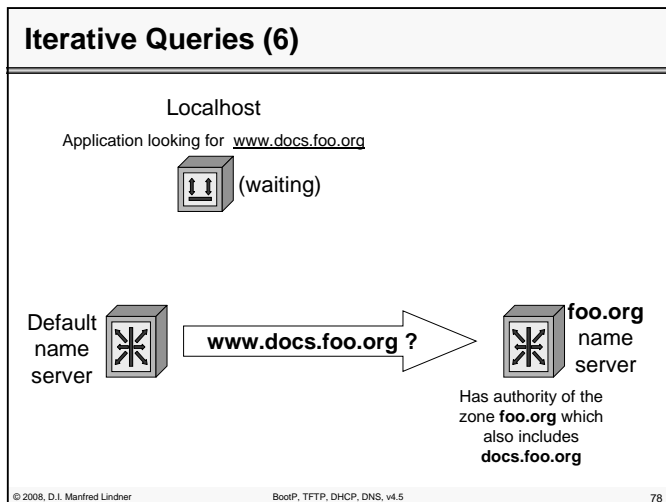 Iterative Queries (6)
Localhost
Application looking for www.docs.foo.org
(waiting)
Default
name
server
www.docs.foo.org ?
foo.org
name
server
Has authority of the
zone foo.org which
also includes
docs.foo.org
© 2008, D.I. Manfred Lindner
BootP, TFTP, DHCP, DNS, v4.5
78